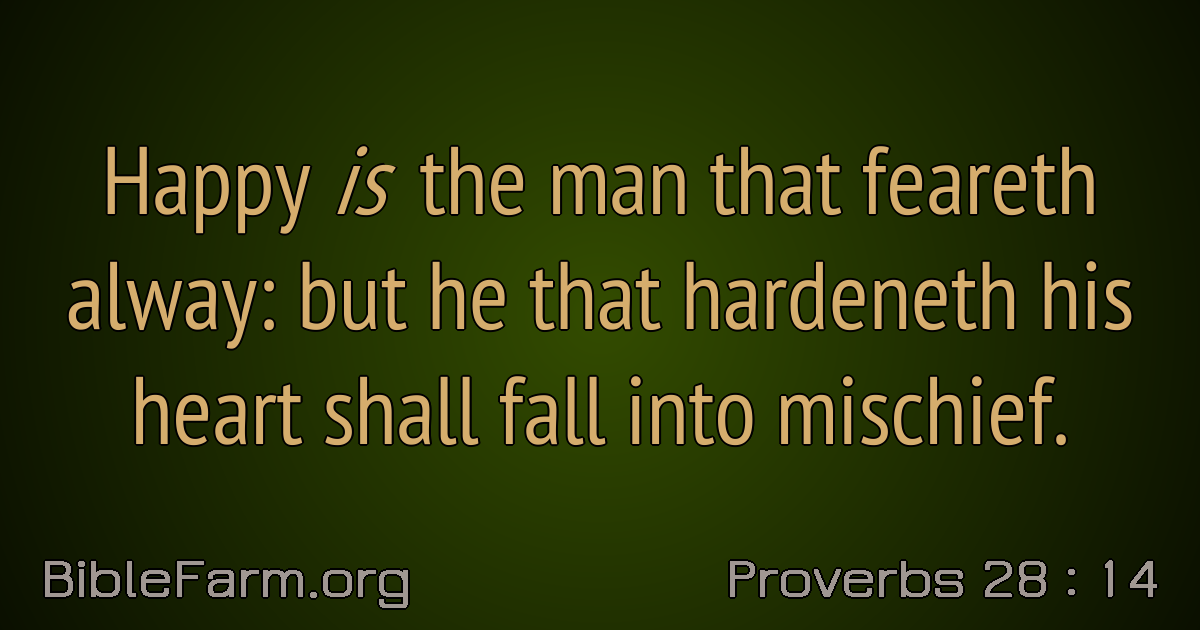 Happy is the man that feareth
alway: but he that hardeneth his
heart shall fall into mischief.
BibleFarm.org
Proverbs 28 : 14